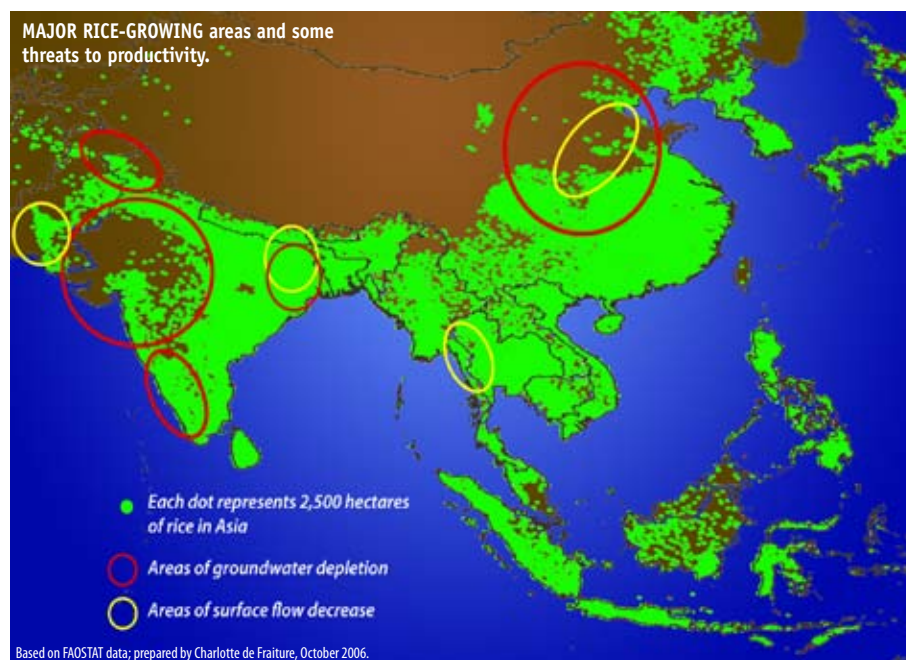 MAJOR RICE-GROWING areas and some
threats to productivity.
Each dot represents 2,500 hectares
of rice in Asia
Areas of groundwater depletion
Areas of surface flow decrease
Based on FAOSTAT data; prepared by Charlotte de Fraiture, October 2006.